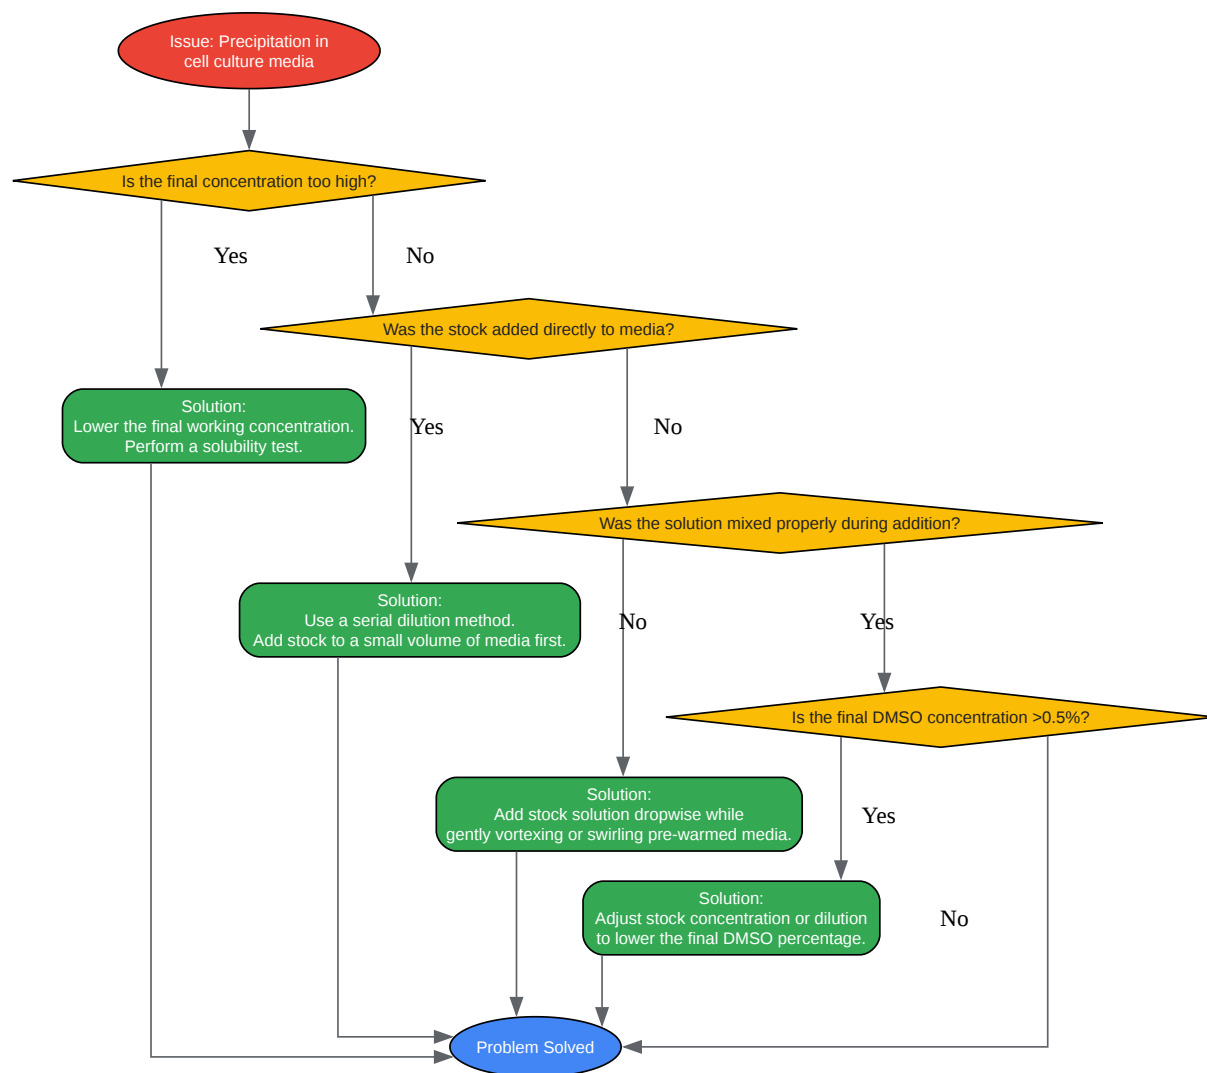 Issue: Precipitation in
cell culture media
Is the final concentration too high?
Yes
No
Was the stock added directly to media?
Solution:
Lower the final working concentration.
Perform a solubility test.
Yes
No
Was the solution mixed properly during addition?
Solution:
Use a serial dilution method.
Add stock to a small volume of media first.
No
Yes
Is the final DMSO concentration >0.5%?
Solution:
Add stock solution dropwise while
gently vortexing or swirling pre-warmed media.
Yes
Solution:
Adjust stock concentration or dilution
to lower the final DMSO percentage.
No
Problem Solved